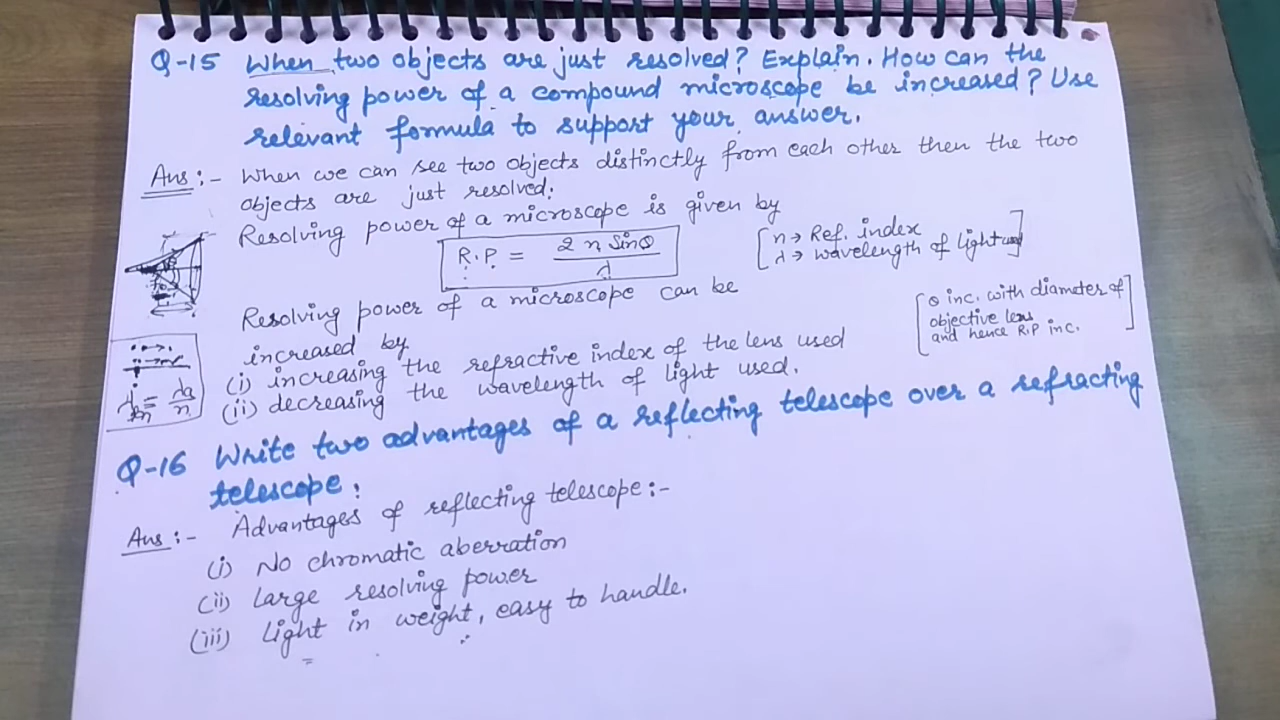 Q-15 When two objects are just resolved? Explain. How can the
resolving power of a compound microscope be increased? Use
relevant formula to support your answer.
Ans:- When we can see two objects distinctly from each other then the two
objects are just resolved.
Resolving power of a microscope is given by
R.P = 2 n Sinθ / λ
[n → Ref. index
λ → wavelength of light used]
Resolving power of a microscope can be
increased by
[θ inc. with diameter of
objective lens
and hence R.P inc.]
(i) increasing the refractive index of the lens used
(ii) decreasing the wavelength of light used.
= λa / n
Q-16 Write two advantages of a reflecting telescope over a refracting
telescope.
Ans:- Advantages of reflecting telescope:-
(i) No chromatic aberration
(ii) Large resolving power
(iii) Light in weight, easy to handle.